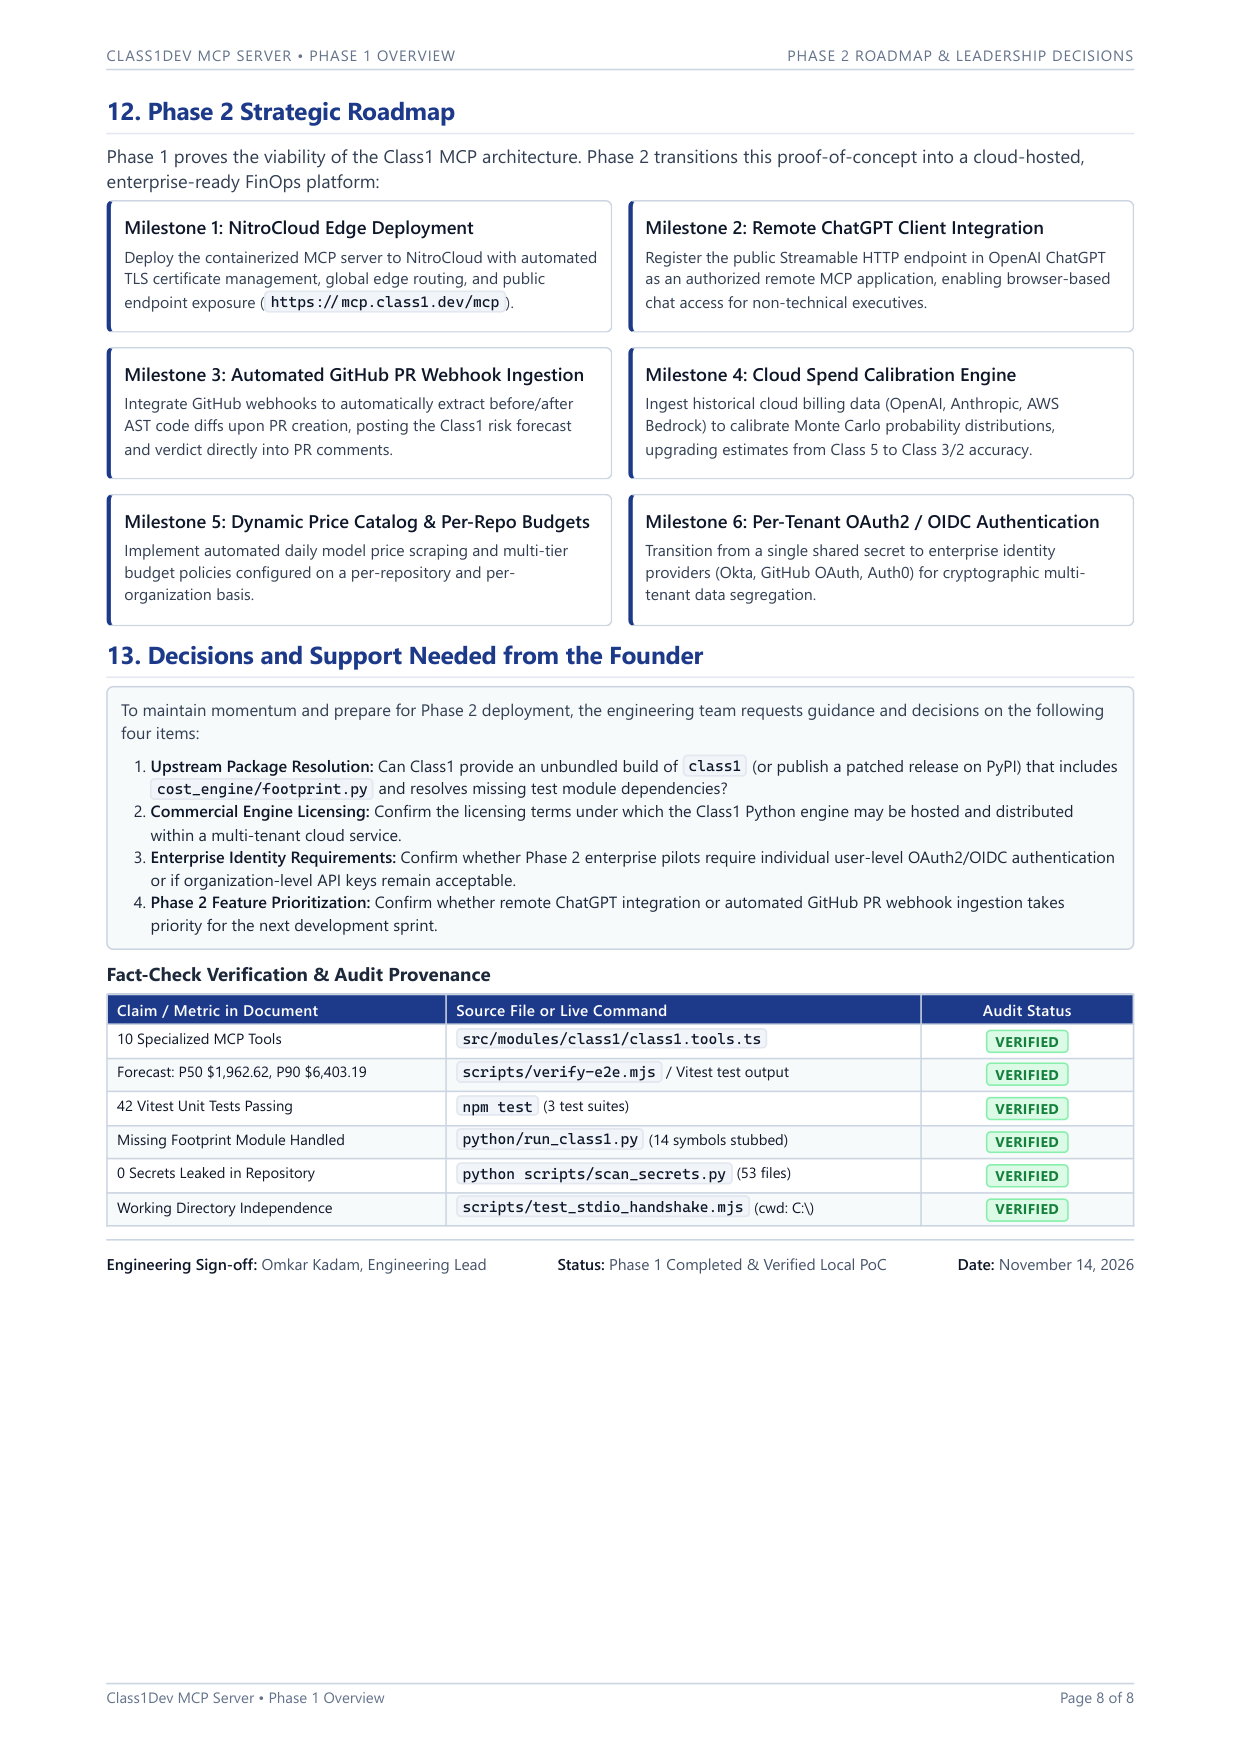 CLASS1DEV MCP SERVER • PHASE 1 OVERVIEW
PHASE 2 ROADMAP & LEADERSHIP DECISIONS
12. Phase 2 Strategic Roadmap
Phase 1 proves the viability of the Class1 MCP architecture. Phase 2 transitions this proof-of-concept into a cloud-hosted,
enterprise-ready FinOps platform:
Milestone 1: NitroCloud Edge Deployment
Deploy the containerized MCP server to NitroCloud with automated
TLS certificate management, global edge routing, and public
endpoint exposure (https://mcp.class1.dev/mcp).
Milestone 2: Remote ChatGPT Client Integration
Register the public Streamable HTTP endpoint in OpenAI ChatGPT
as an authorized remote MCP application, enabling browser-based
chat access for non-technical executives.
Milestone 3: Automated GitHub PR Webhook Ingestion
Integrate GitHub webhooks to automatically extract before/after
AST code diffs upon PR creation, posting the Class1 risk forecast
and verdict directly into PR comments.
Milestone 4: Cloud Spend Calibration Engine
Ingest historical cloud billing data (OpenAI, Anthropic, AWS
Bedrock) to calibrate Monte Carlo probability distributions,
upgrading estimates from Class 5 to Class 3/2 accuracy.
Milestone 5: Dynamic Price Catalog & Per-Repo Budgets
Implement automated daily model price scraping and multi-tier
budget policies configured on a per-repository and per-
organization basis.
Milestone 6: Per-Tenant OAuth2 / OIDC Authentication
Transition from a single shared secret to enterprise identity
providers (Okta, GitHub OAuth, Auth0) for cryptographic multi-
tenant data segregation.
13. Decisions and Support Needed from the Founder
To maintain momentum and prepare for Phase 2 deployment, the engineering team requests guidance and decisions on the following
four items:
1. Upstream Package Resolution: Can Class1 provide an unbundled build of class1 (or publish a patched release on PyPI) that includes
cost_engine/footprint.py and resolves missing test module dependencies?
2. Commercial Engine Licensing: Confirm the licensing terms under which the Class1 Python engine may be hosted and distributed
within a multi-tenant cloud service.
3. Enterprise Identity Requirements: Confirm whether Phase 2 enterprise pilots require individual user-level OAuth2/OIDC authentication
or if organization-level API keys remain acceptable.
4. Phase 2 Feature Prioritization: Confirm whether remote ChatGPT integration or automated GitHub PR webhook ingestion takes
priority for the next development sprint.
Fact-Check Verification & Audit Provenance
Claim / Metric in Document Source File or Live Command Audit Status
10 Specialized MCP Tools src/modules/class1/class1.tools.ts VERIFIED
Forecast: P50 $1,962.62, P90 $6,403.19 scripts/verify-e2e.mjs / Vitest test output VERIFIED
42 Vitest Unit Tests Passing npm test (3 test suites) VERIFIED
Missing Footprint Module Handled python/run_class1.py (14 symbols stubbed) VERIFIED
0 Secrets Leaked in Repository python scripts/scan_secrets.py (53 files) VERIFIED
Working Directory Independence scripts/test_stdio_handshake.mjs (cwd: C:\) VERIFIED
Engineering Sign-off: Omkar Kadam, Engineering Lead Status: Phase 1 Completed & Verified Local PoC Date: November 14, 2026
Class1Dev MCP Server • Phase 1 Overview
Page 8 of 8